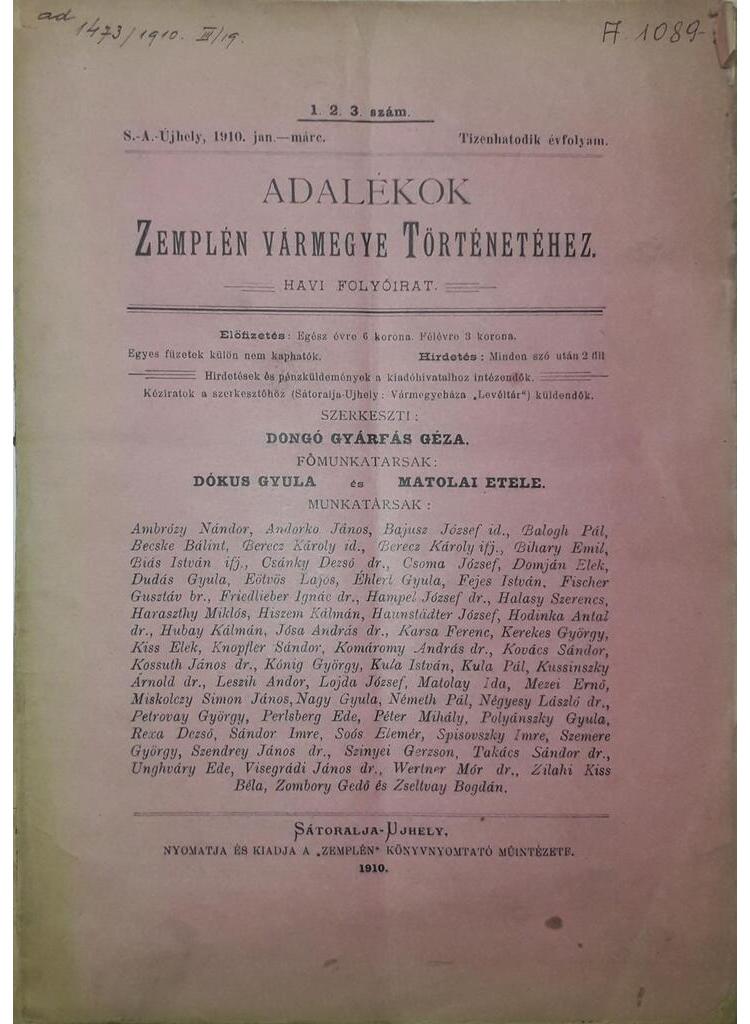 ad
1473/1910. III/19.
A. 1089
1. 2. 3. szám.
S.-A.-Újhely, 1910. jan.—márc. Tizenhatodik évfolyam.
ADALÉKOK
ZEMPLÉN VÁRMEGYE TÖRTÉNETÉHEZ.
HAVI FOLYÓIRAT.
Előfizetés: Egész évre 6 korona. Félévre 3 korona.
Egyes füzetek külön nem kaphatók. Hirdetés: Minden szó után 2 fill
Hirdetések és pénzküldemények a kiadóhivatalhoz intézendők.
Kéziratok a szerkesztőhöz (Sátoralja-Ujhely: Vármegyeháza „Levéltár") küldendők.
SZERKESZTI:
DONGÓ GYÁRFÁS GÉZA.
FŐMUNKATARSAK:
DÓKUS GYULA és MATOLAI ETELE.
MUNKATÁRSAK:
Ambrózy Nándor, Andorko János, Bajusz József id., Balogh Pál,
Becske Bálint, Berecz Károly id., Berecz Károly ifj., Bihary Emil,
Biás István ifj., Csánky Dezső dr., Csoma József, Domján Elek,
Dudás Gyula, Eötvös Lajos, Éhlert Gyula, Fejes István, Fischer
Gusztáv br., Friedlieber Ignác dr., Hampel József dr., Halasy Szerencs,
Haraszthy Miklós, Hiszem Kálmán, Haunstädter József, Hodinka Antal
dr., Hubay Kálmán, Jósa András dr., Karsa Ferenc, Kerekes György,
Kiss Elek, Knopfler Sándor, Komáromy András dr., Kovács Sándor,
Kossuth János dr., König György, Kula István, Kula Pál, Kussinszky
Arnold dr., Leszih Andor, Lojda József, Matolay Ida, Mezei Ernő,
Miskolczy Simon János, Nagy Gyula, Németh Pál, Négyesy László dr.,
Petrovay György, Perlsberg Ede, Péter Mihály, Polyánszky Gyula,
Rexa Dezső, Sándor Imre, Soós Elemér, Spisovszky Imre, Szemere
György, Szendrey János dr., Szinyei Gerzson, Takács Sándor dr.,
Unghváry Ede, Visegrádi János dr., Wertner Mór dr., Zilahi Kiss
Béla, Zombory Gedő és Zseltvay Bogdán.
SÁTORALJA-UJHELY,
NYOMATJA ÉS KIADJA A „ZEMPLÉN" KÖNYVNYOMTATÓ MŰINTÉZETE.
1910.